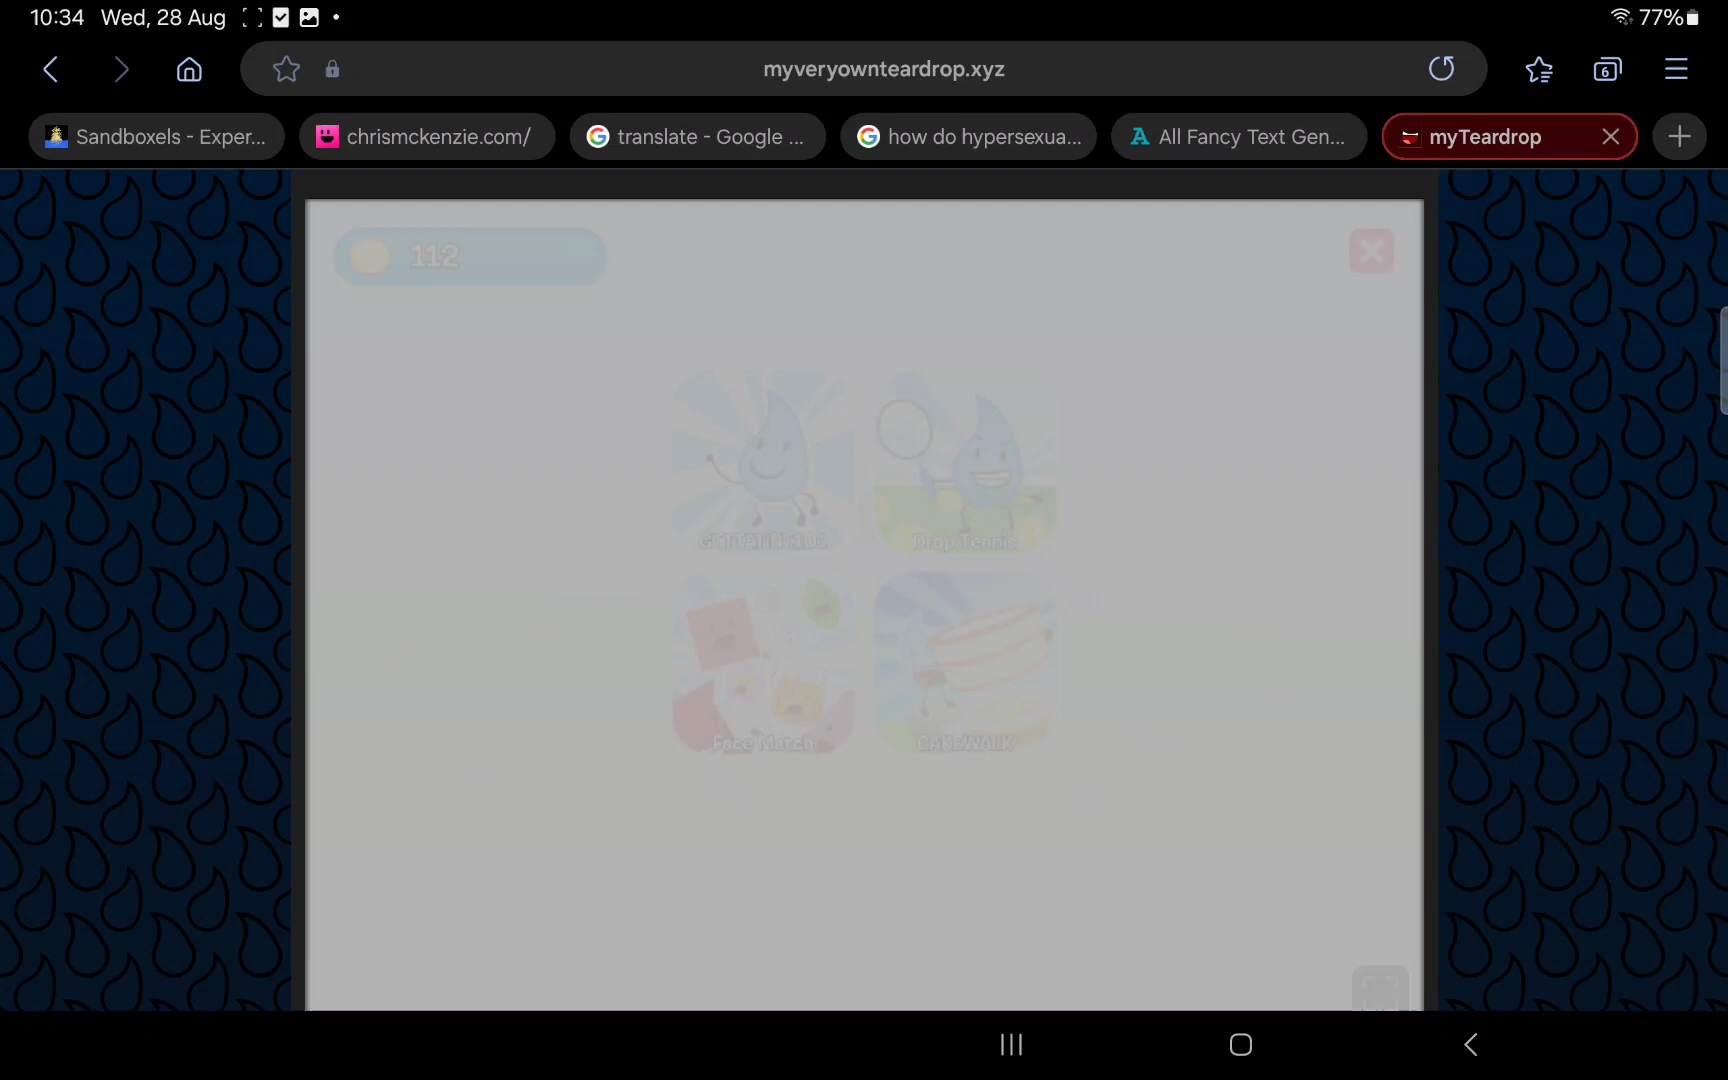 10:34 Wed, 28 Aug
77%
myveryownteardrop.xyz
6
Sandboxels - Exper...
chrismckenzie.com/
translate - Google ...
how do hypersexua...
All Fancy Text Gen...
myTeardrop
112
Drop Tennis
Face Match
CAKEWALK